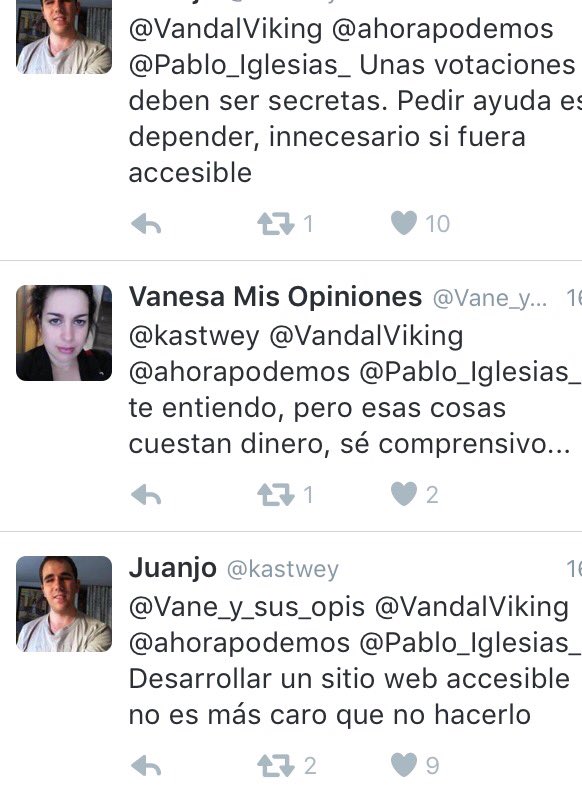 @VandalViking @ahorapodemos
@Pablo_Iglesias_ Unas votaciones
deben ser secretas. Pedir ayuda es
depender, innecesario si fuera
accesible
1 10
Vanesa Mis Opiniones @Vane_y... 16
@kastwey @VandalViking
@ahorapodemos @Pablo_Iglesias_
te entiendo, pero esas cosas
cuestan dinero, sé comprensivo...
1 2
Juanjo @kastwey 16
@Vane_y_sus_opis @VandalViking
@ahorapodemos @Pablo_Iglesias_
Desarrollar un sitio web accesible
no es más caro que no hacerlo
2 9